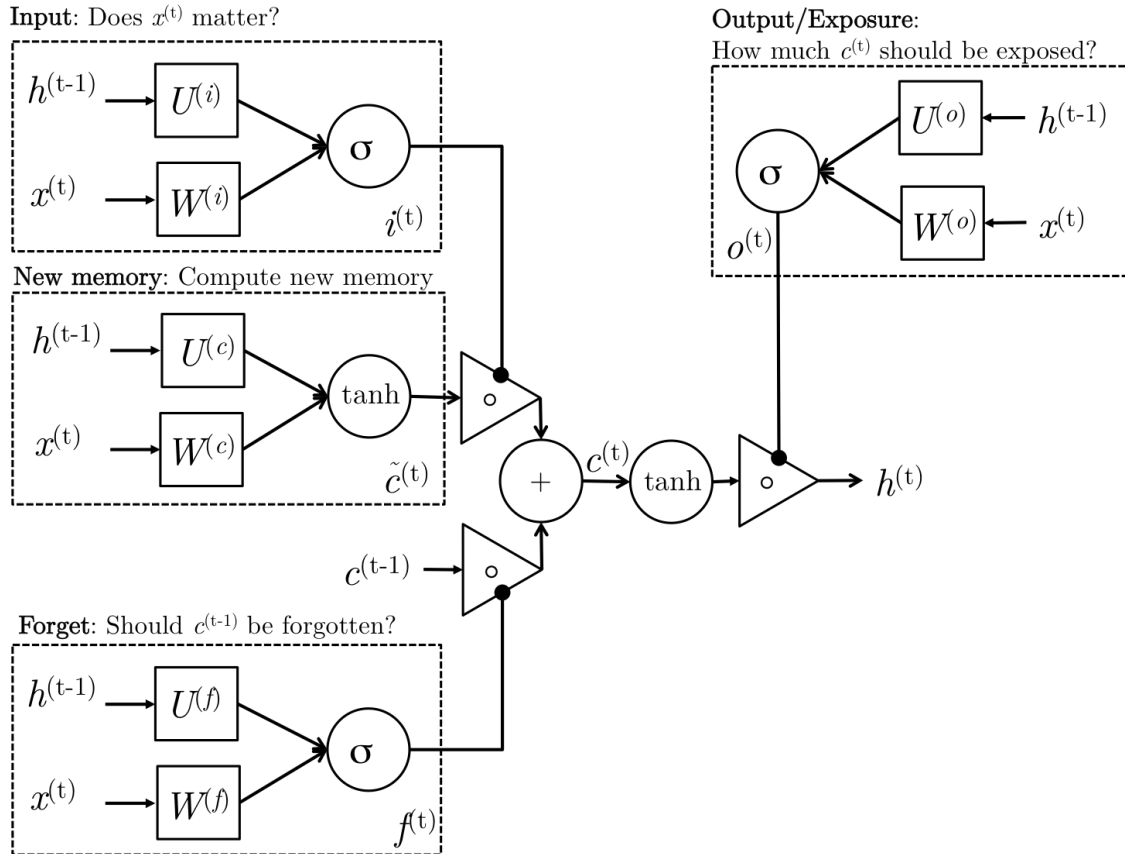 Input: Does x^(t) matter?
h^(t-1)
U^(i)
σ
x^(t)
W^(i)
i^(t)
New memory: Compute new memory
h^(t-1)
U^(c)
tanh
x^(t)
W^(c)
c̃^(t)
Forget: Should c^(t-1) be forgotten?
h^(t-1)
U^(f)
σ
x^(t)
W^(f)
f^(t)
Output/Exposure:
How much c^(t) should be exposed?
U^(o)
h^(t-1)
σ
W^(o)
x^(t)
o^(t)
∘
c^(t-1)
∘
+
c^(t)
tanh
∘
h^(t)